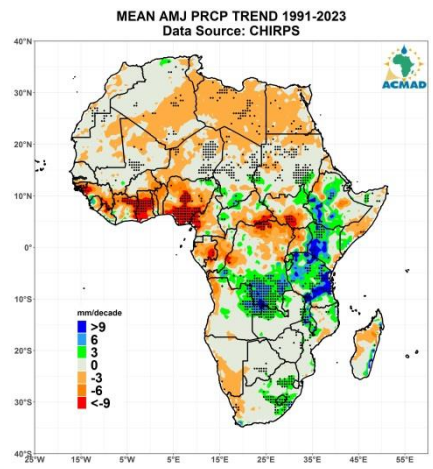 MEAN AMJ PRCP TREND 1991-2023
Data Source: CHIRPS
ACMAD
40°N
30°N
20°N
10°N
0°
10°S
20°S
30°S
40°S
mm/decade
>9
6
3
0
-3
-6
<-9
25°W 15°W 5°W 5°E 15°E 25°E 35°E 45°E 55°E